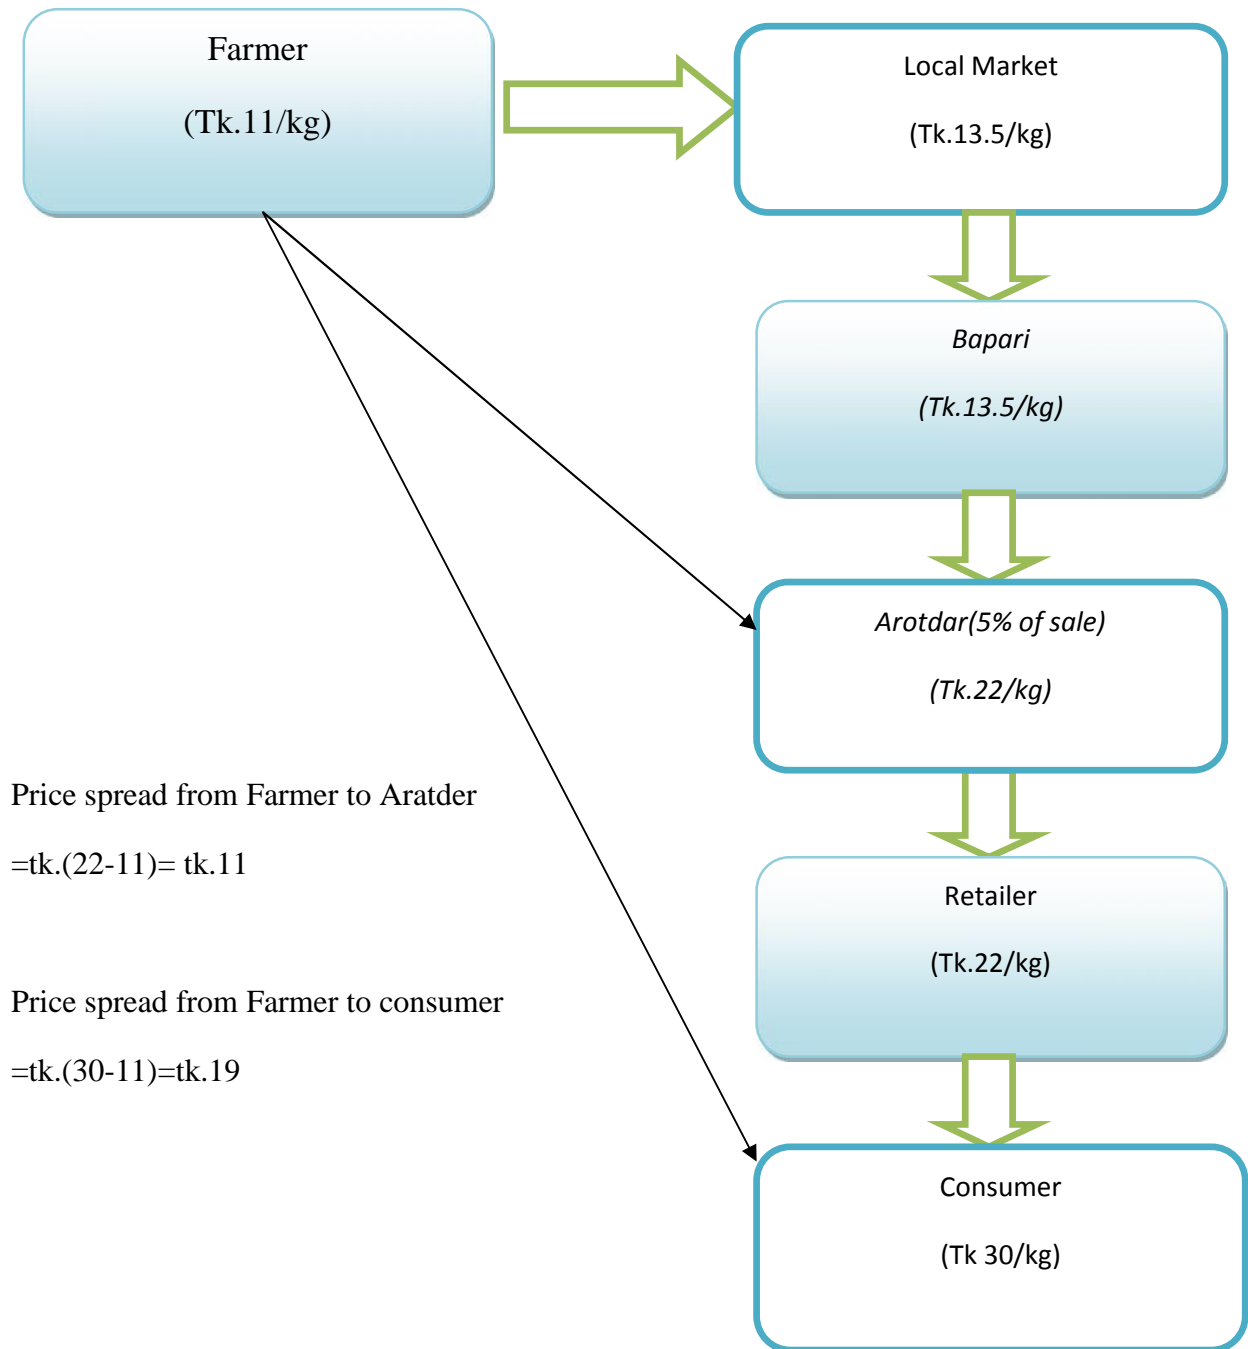 Farmer
(Tk.11/kg)
Local Market
(Tk.13.5/kg)
Bapari
(Tk.13.5/kg)
Arotdar(5% of sale)
(Tk.22/kg)
Price spread from Farmer to Aratder
=tk.(22-11)= tk.11
Retailer
(Tk.22/kg)
Price spread from Farmer to consumer
=tk.(30-11)=tk.19
Consumer
(Tk 30/kg)